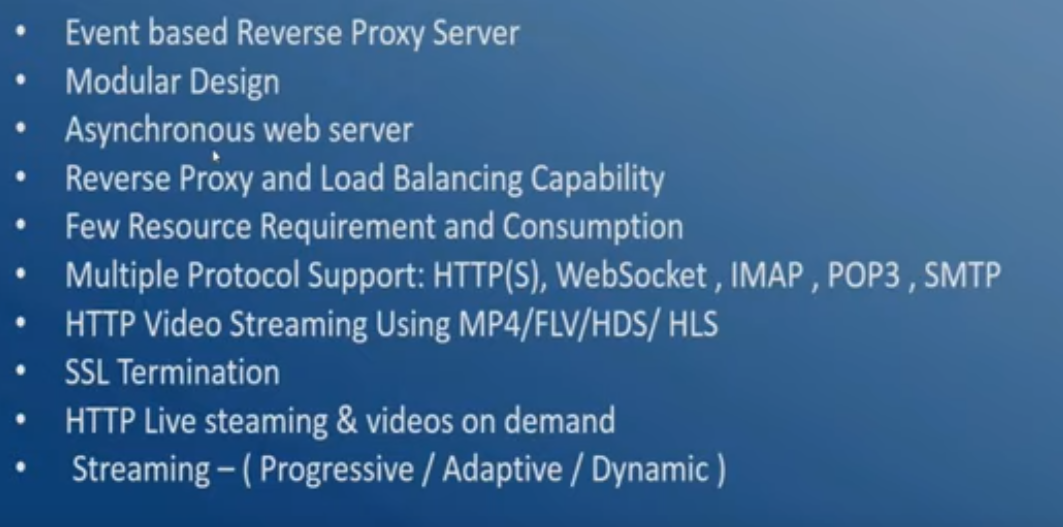 • Event based Reverse Proxy Server
• Modular Design
• Asynchronous web server
• Reverse Proxy and Load Balancing Capability
• Few Resource Requirement and Consumption
• Multiple Protocol Support: HTTP(S), WebSocket , IMAP , POP3 , SMTP
• HTTP Video Streaming Using MP4/FLV/HDS/ HLS
• SSL Termination
• HTTP Live steaming & videos on demand
• Streaming – ( Progressive / Adaptive / Dynamic )